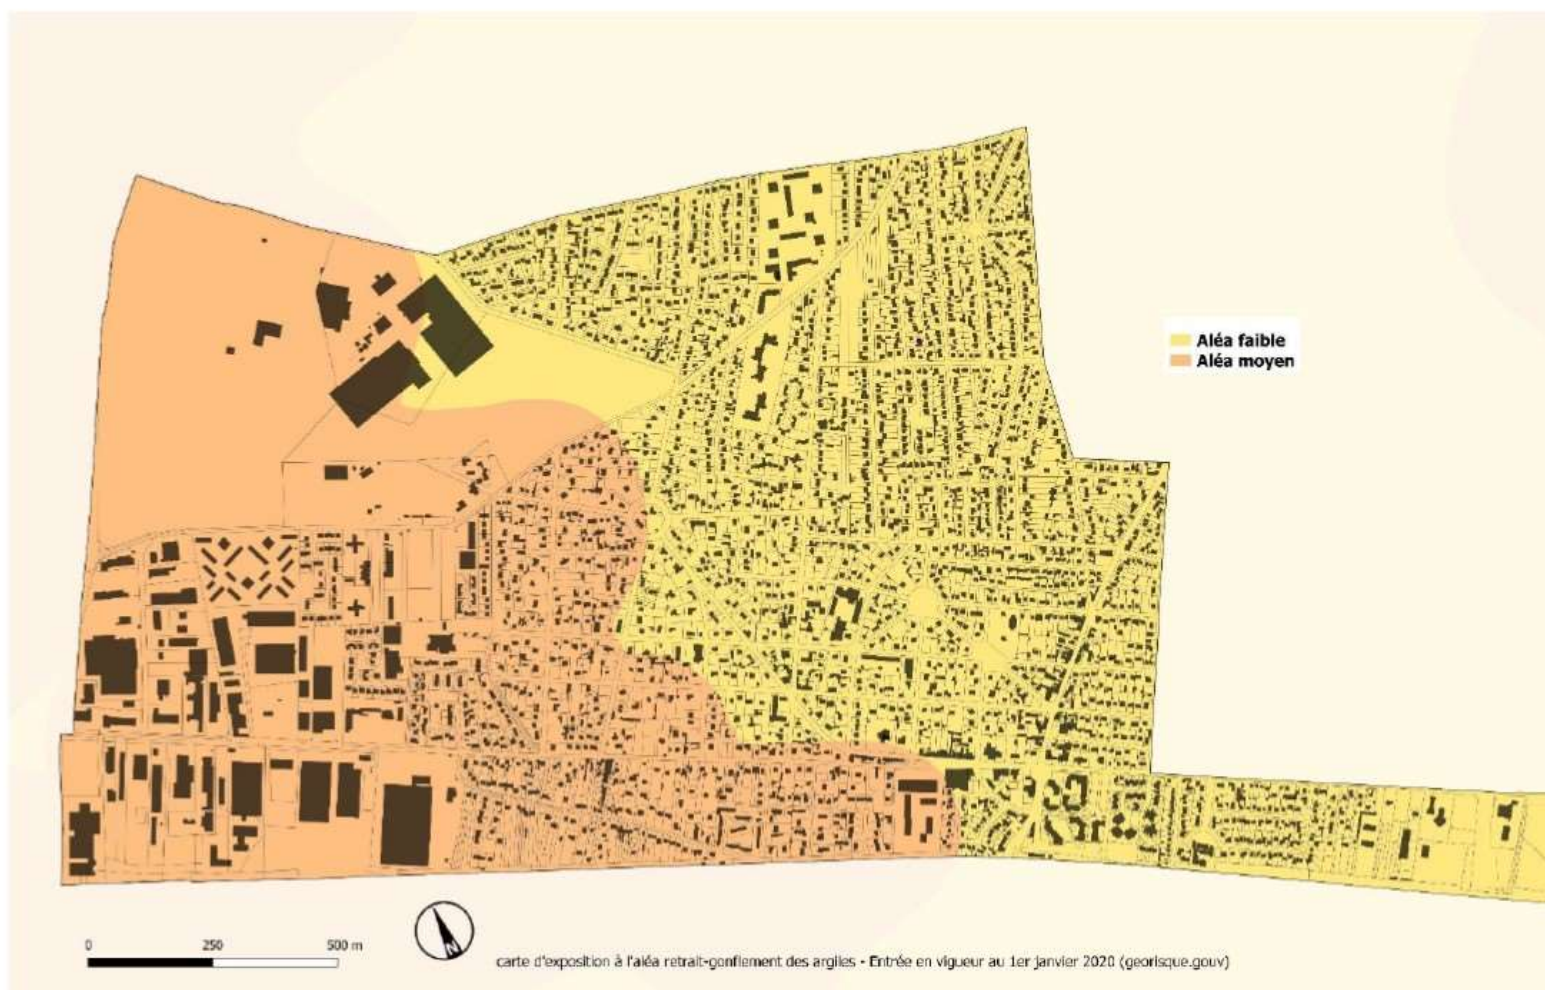 Aléa faible
Aléa moyen
0 250 500 m
N
carte d'exposition à l'aléa retrait-gonflement des argiles - Entrée en vigueur au 1er janvier 2020 (georisque.gouv)